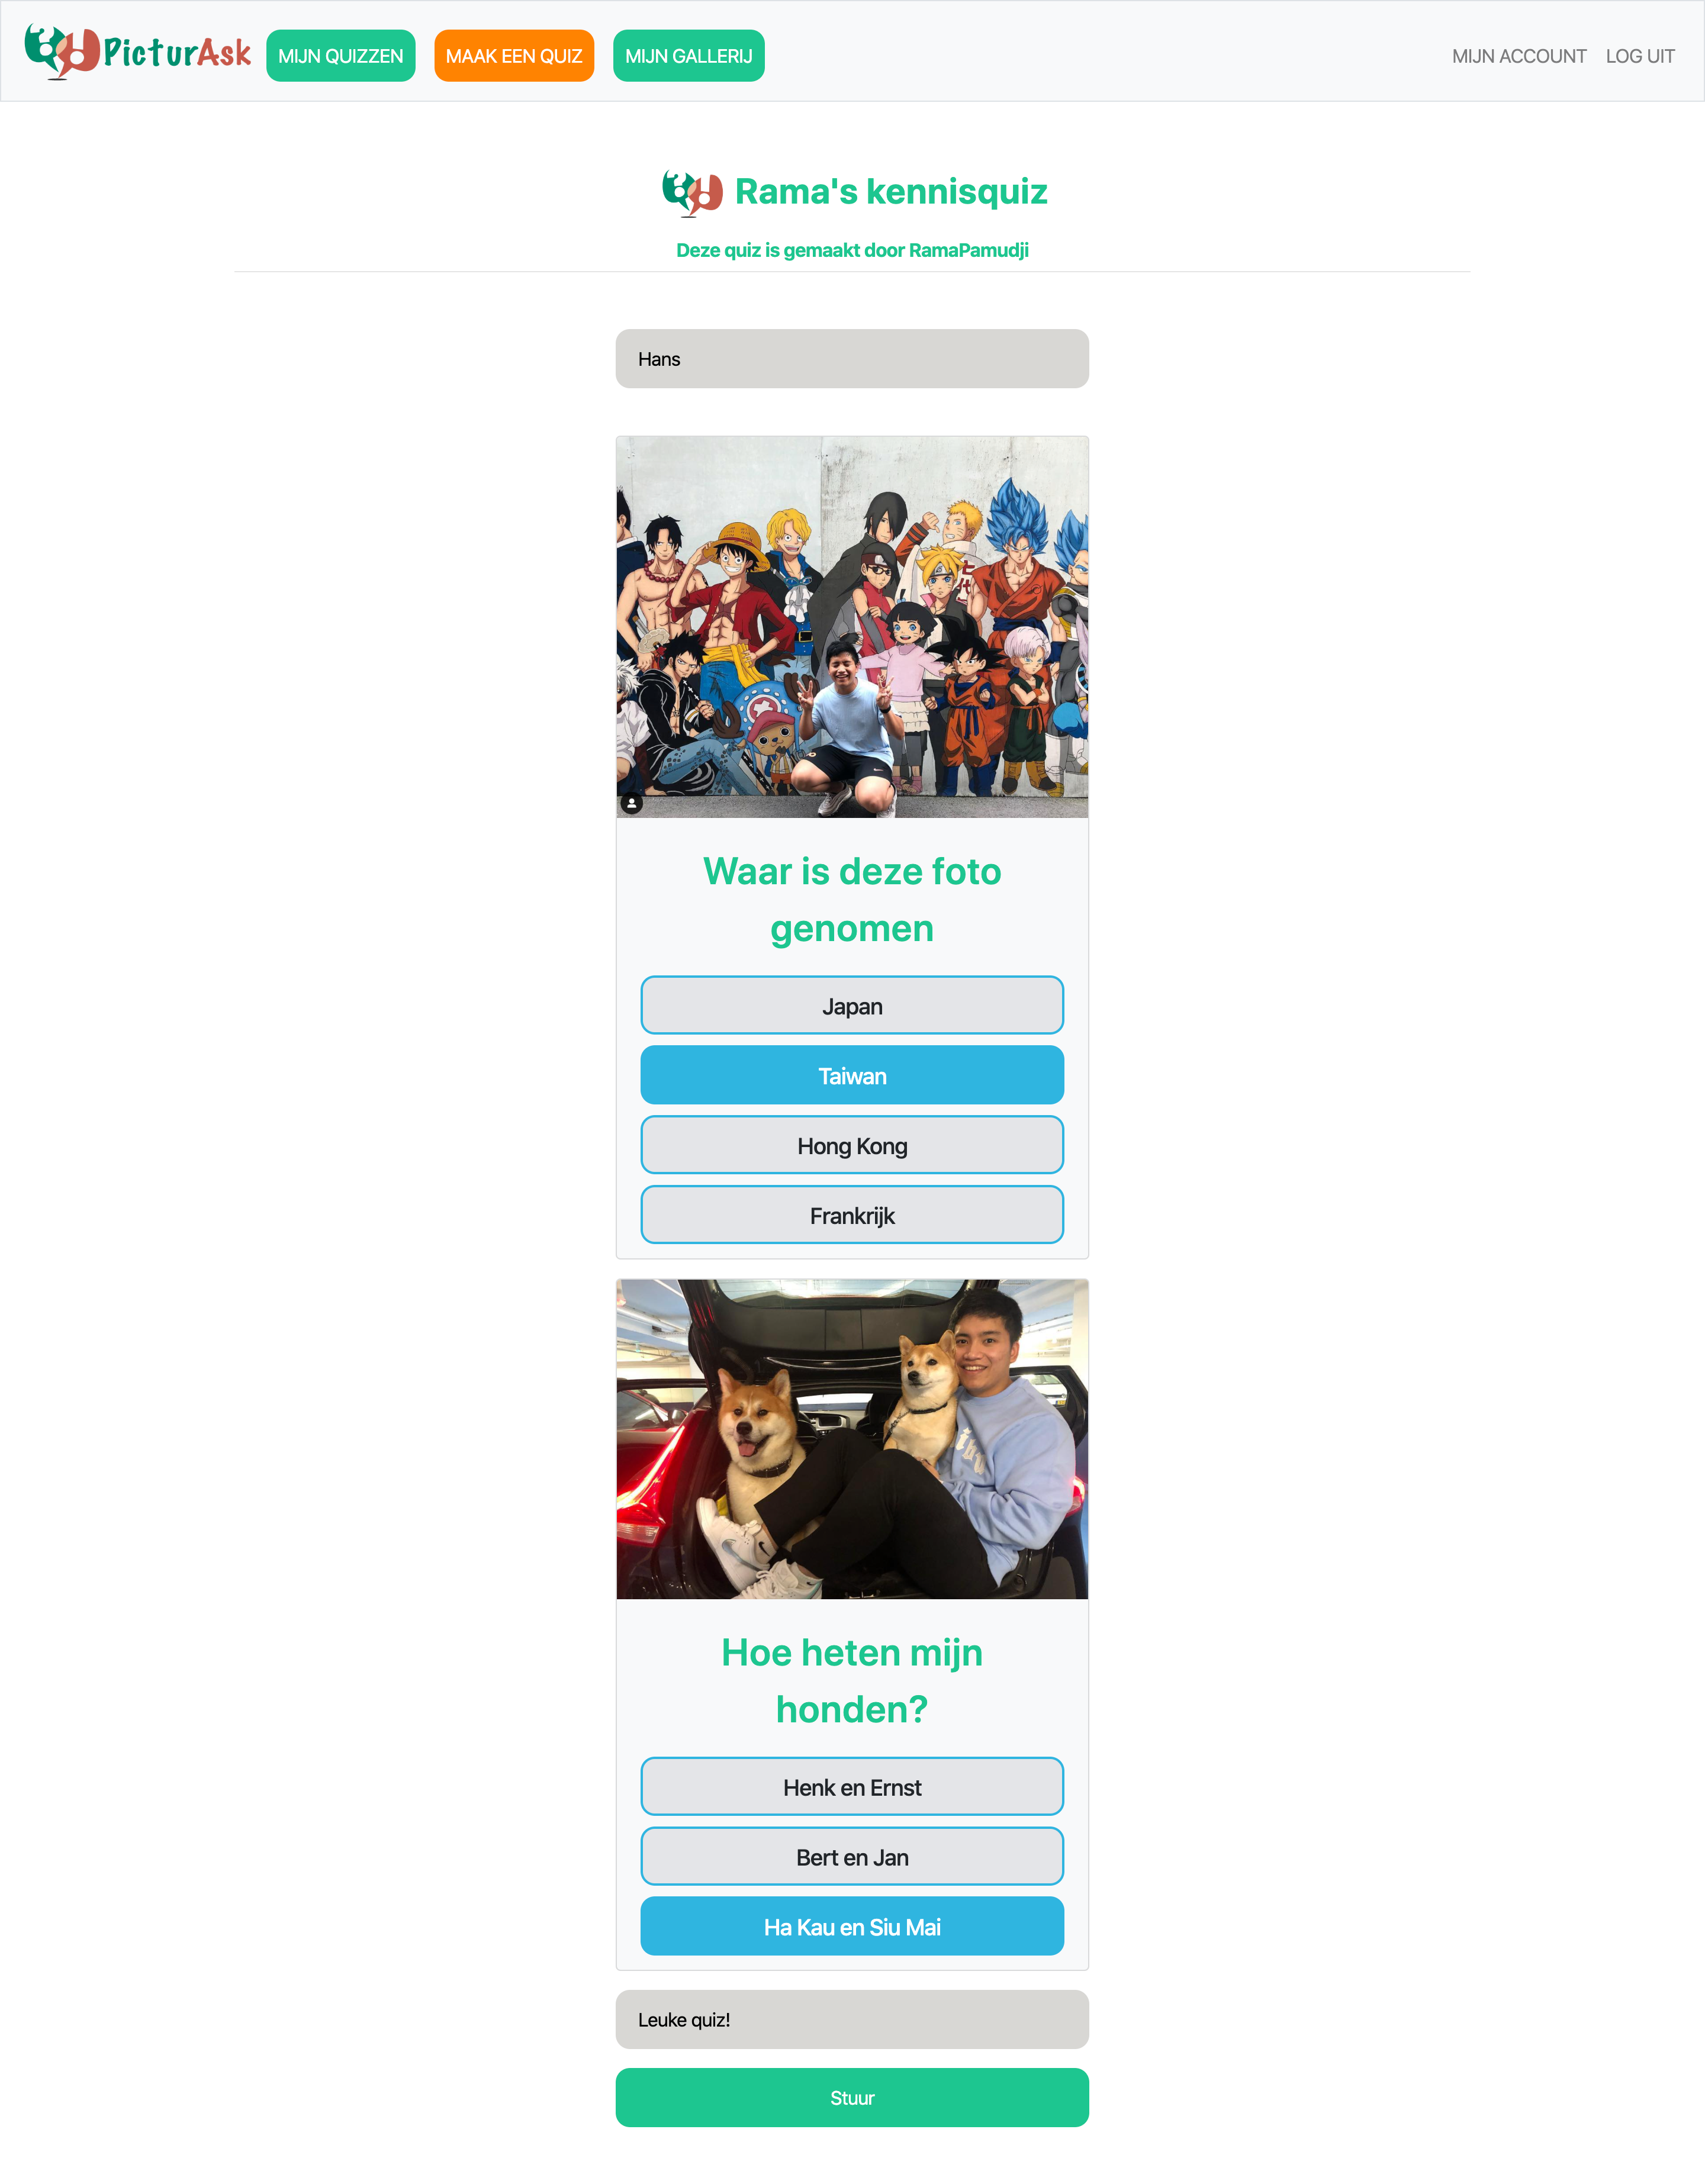 PicturAsk MIJN QUIZZEN MAAK EEN QUIZ MIJN GALLERIJ MIJN ACCOUNT LOG UIT
Rama's kennisquiz
Deze quiz is gemaakt door RamaPamudji
Hans
Waar is deze foto
genomen
Japan
Taiwan
Hong Kong
Frankrijk
Hoe heten mijn
honden?
Henk en Ernst
Bert en Jan
Ha Kau en Siu Mai
Leuke quiz!
Stuur